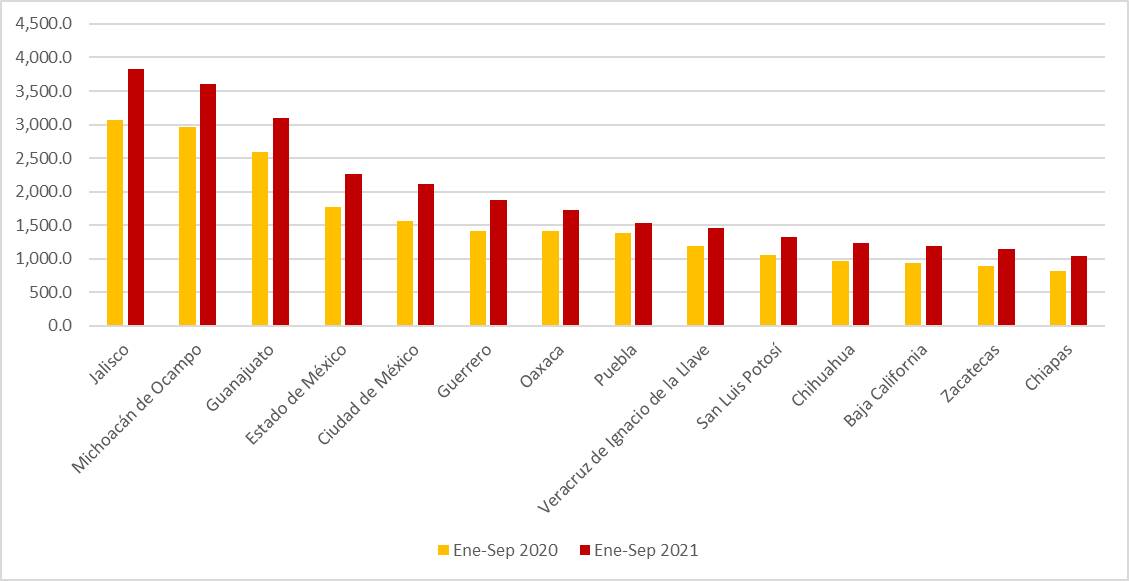 4,500.0
4,000.0
3,500.0
3,000.0
2,500.0
2,000.0
1,500.0
1,000.0
500.0
0.0
Jalisco
Michoacán de Ocampo
Guanajuato
Estado de México
Ciudad de México
Guerrero
Oaxaca
Puebla
Veracruz de Ignacio de la Llave
San Luis Potosí
Chihuahua
Baja California
Zacatecas
Chiapas
Ene-Sep 2020
Ene-Sep 2021